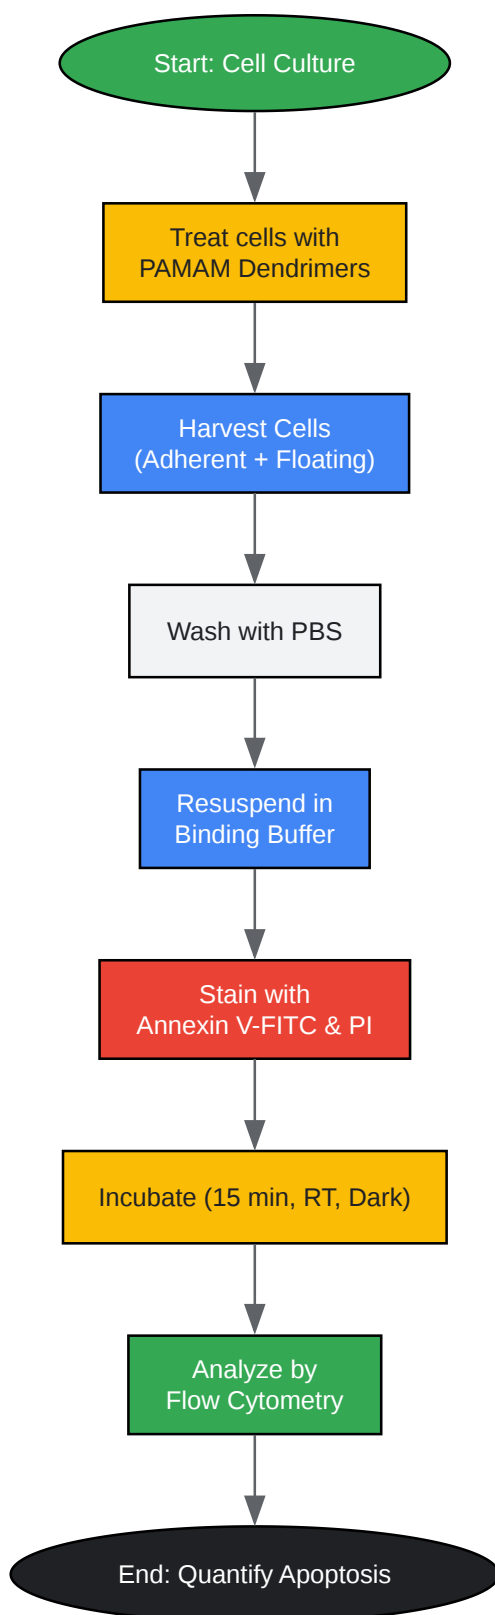 Start: Cell Culture
Treat cells with
PAMAM Dendrimers
Harvest Cells
(Adherent + Floating)
Wash with PBS
Resuspend in
Binding Buffer
Stain with
Annexin V-FITC & PI
Incubate (15 min, RT, Dark)
Analyze by
Flow Cytometry
End: Quantify Apoptosis